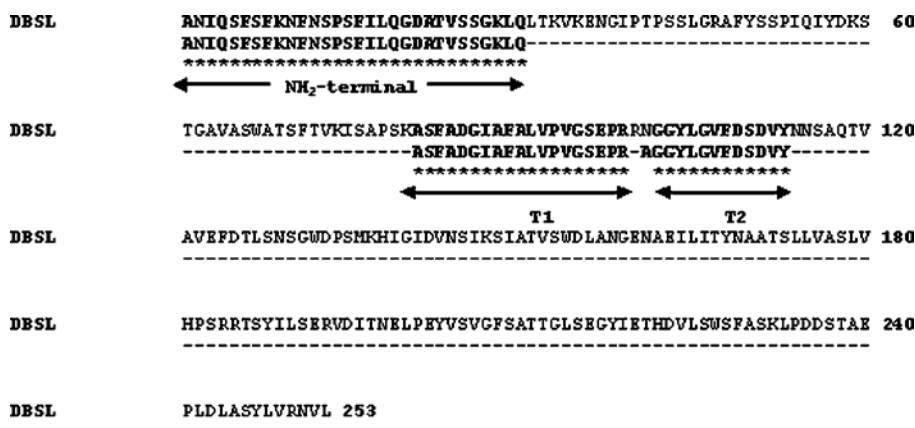 DBSL ANIQSFSFKNFNSPSFILQGDATVSSGKLQLTKVKENGIPTPSSLGRAFYSSPIQIYDKS 60
ANIQSFSFKNFNSPSFILQGDATVSSGKLQ------------------------------
******************************
NH₂-terminal
DBSL TGAVASWATSFTVKISAPSKASFADGIAFALVPVGSEPRRNGGYLGVFDSDVYNNSAQTV 120
--------------------ASFADGIAFALVPVGSEPR-AGGYLGVFDSDVY-------
******************* ************
T1 T2
DBSL AVEFDTLSNSGWDPSMKHIGIDVNSIKSIATVSWDLANGENAEILITYNAATSLLVASLV 180
------------------------------------------------------------
DBSL HPSRRTSYILSERVDITNELPEYVSVGFSATTGLSEGYIETHDVLSWSFASKLPDDSTAE 240
------------------------------------------------------------
DBSL PLDLASYLVRNVL 253